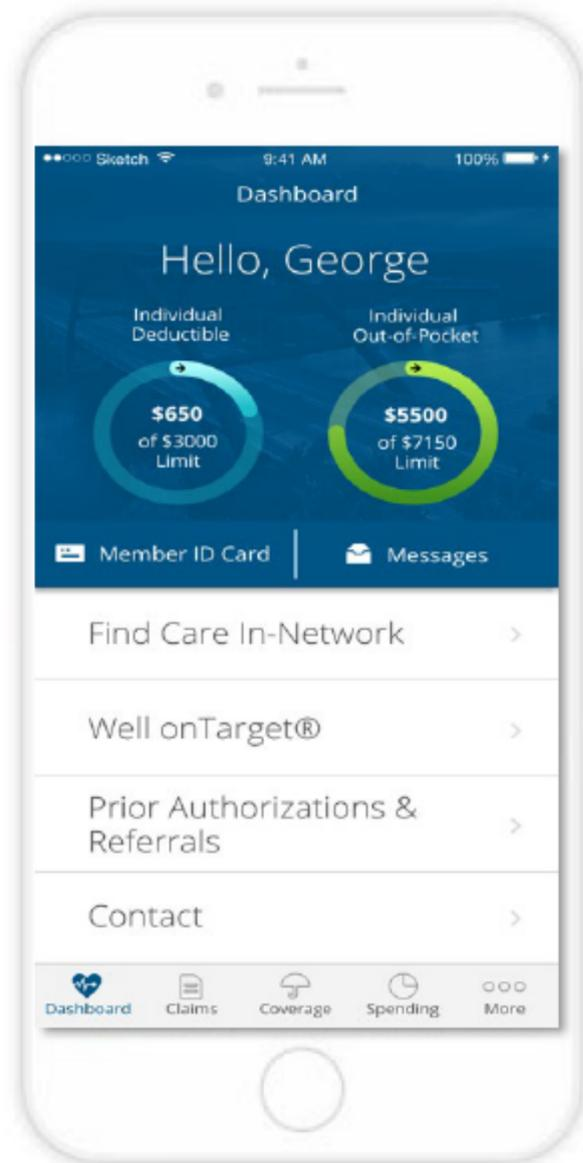 Sketch 9:41 AM 100%
Dashboard
Hello, George
Individual
Deductible
$650
of $3000
Limit
Individual
Out-of-Pocket
$5500
of $7150
Limit
Member ID Card
Messages
Find Care In-Network
Well onTarget®
Prior Authorizations &
Referrals
Contact
Dashboard Claims Coverage Spending More